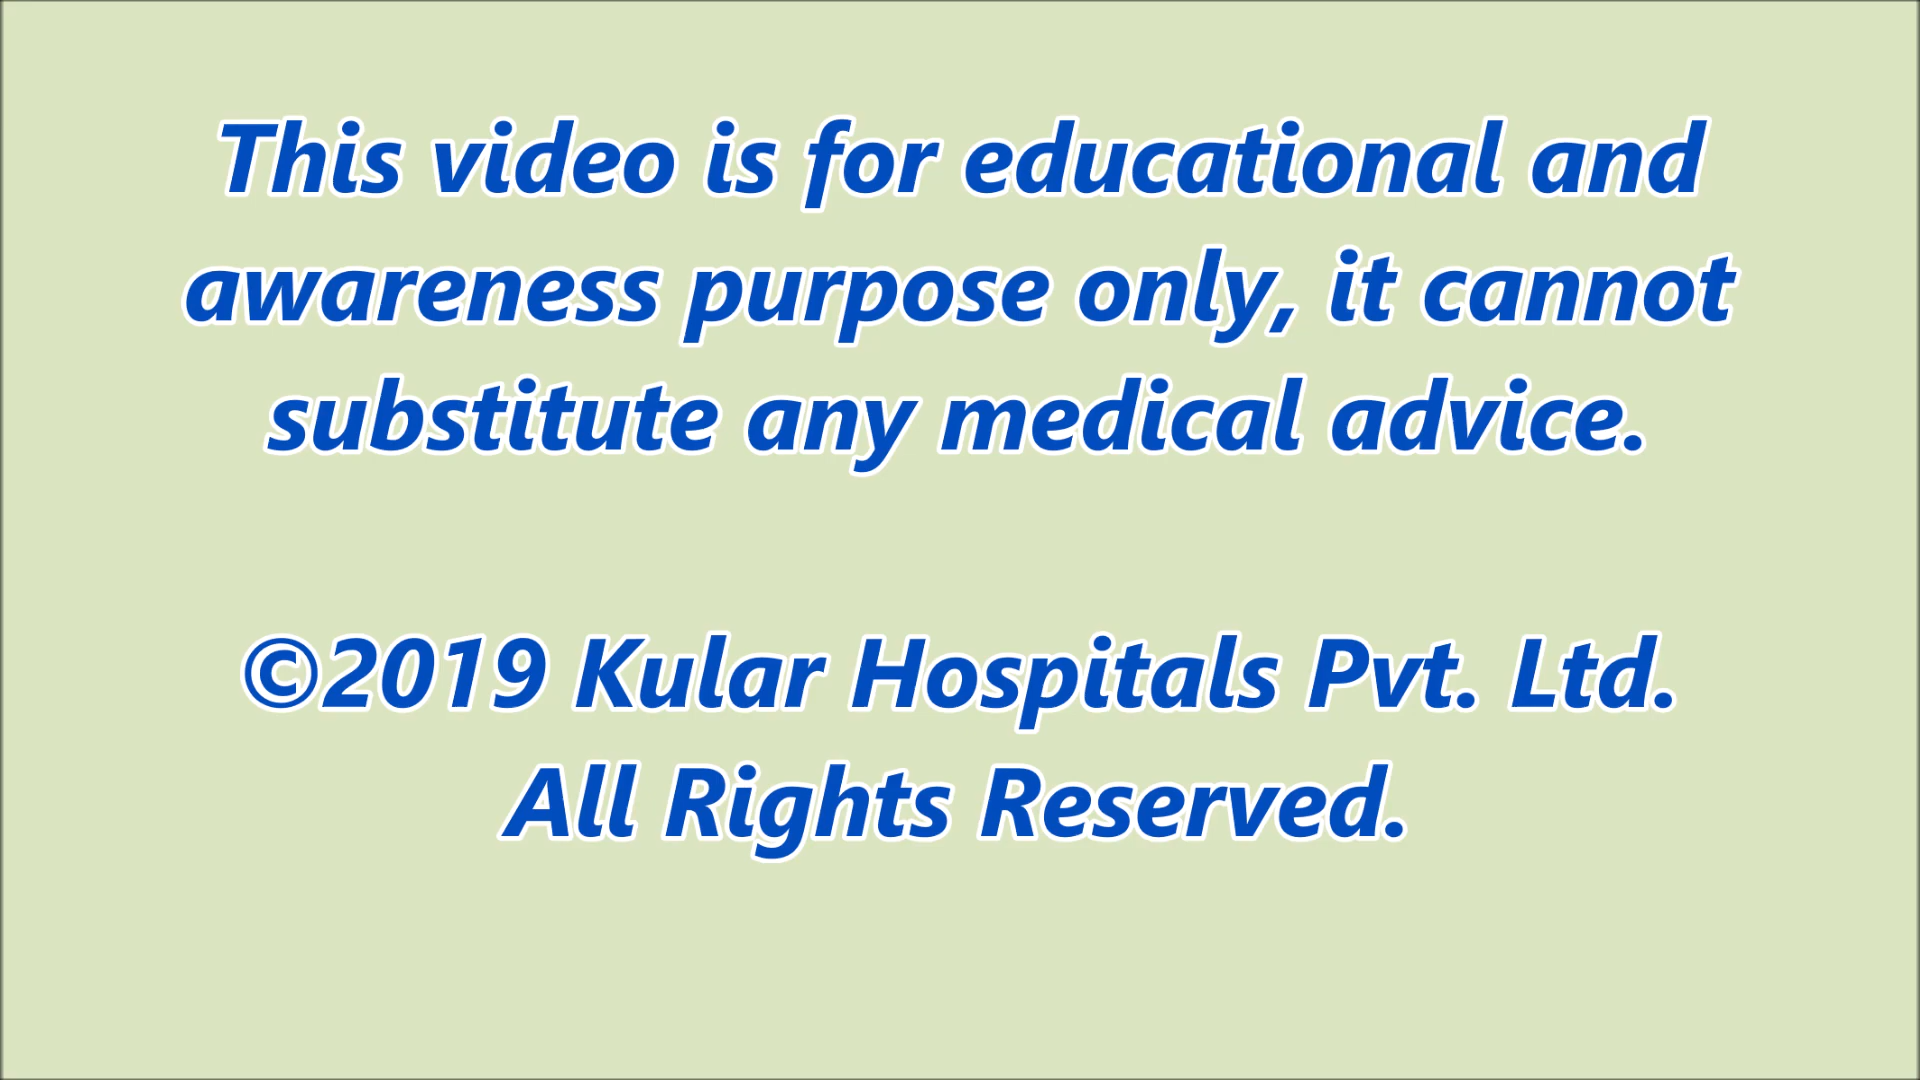 This video is for educational and
awareness purpose only, it cannot
substitute any medical advice.
©2019 Kular Hospitals Pvt. Ltd.
All Rights Reserved.